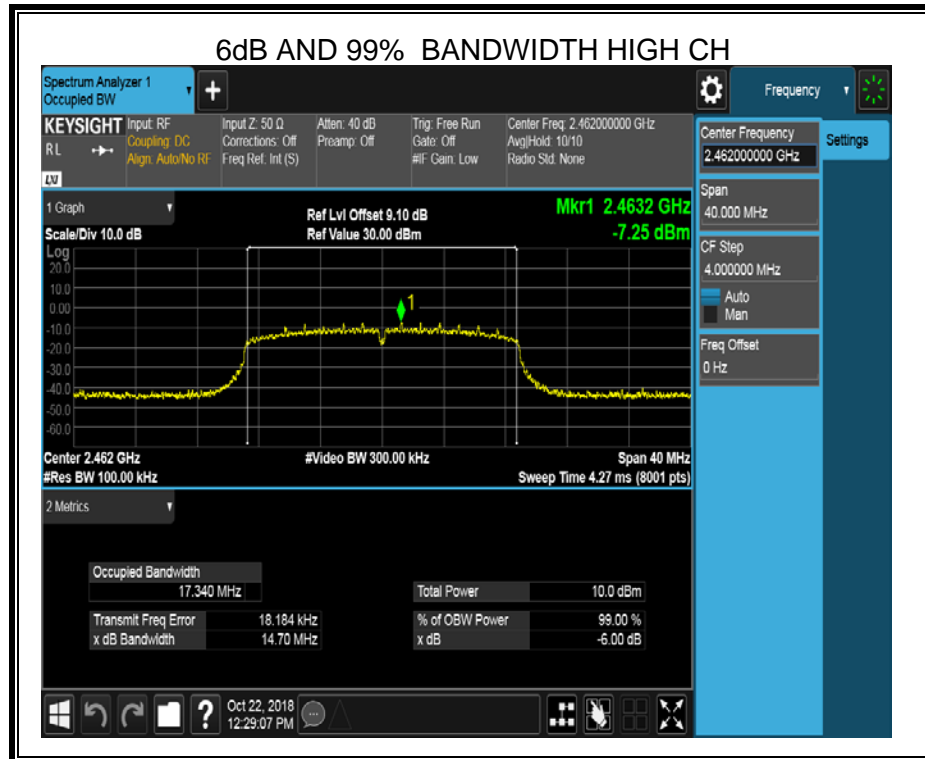 6dB AND 99% BANDWIDTH HIGH CH
Spectrum Analyzer 1
Occupied BW
+
Frequency
KEYSIGHT
RL
LXI
Input: RF
Coupling: DC
Align: Auto/No RF
Input Z: 50 Ω
Corrections: Off
Freq Ref: Int (S)
Atten: 40 dB
Preamp: Off
Trig: Free Run
Gate: Off
#IF Gain: Low
Center Freq: 2.462000000 GHz
Avg|Hold: 10/10
Radio Std: None
Center Frequency
2.462000000 GHz
Settings
Span
40.000 MHz
CF Step
4.000000 MHz
Auto
Man
Freq Offset
0 Hz
1 Graph
Scale/Div 10.0 dB
Ref Lvl Offset 9.10 dB
Ref Value 30.00 dBm
Mkr1 2.4632 GHz
-7.25 dBm
Log
20.0
10.0
0.00
-10.0
-20.0
-30.0
-40.0
-50.0
-60.0
1
Center 2.462 GHz
#Res BW 100.00 kHz
#Video BW 300.00 kHz
Span 40 MHz
Sweep Time 4.27 ms (8001 pts)
2 Metrics
Occupied Bandwidth
17.340 MHz
Transmit Freq Error 18.184 kHz
x dB Bandwidth 14.70 MHz
Total Power 10.0 dBm
% of OBW Power 99.00 %
x dB -6.00 dB
?
Oct 22, 2018
12:29:07 PM